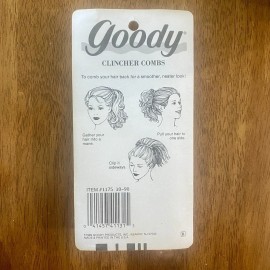 goody®
CLINCHER COMBS
To comb your hair back for a smoother, neater look!
Gather your
hair into a
mane.
Pull your hair to
one side.
Clip it
sideways.
ITEM #1175